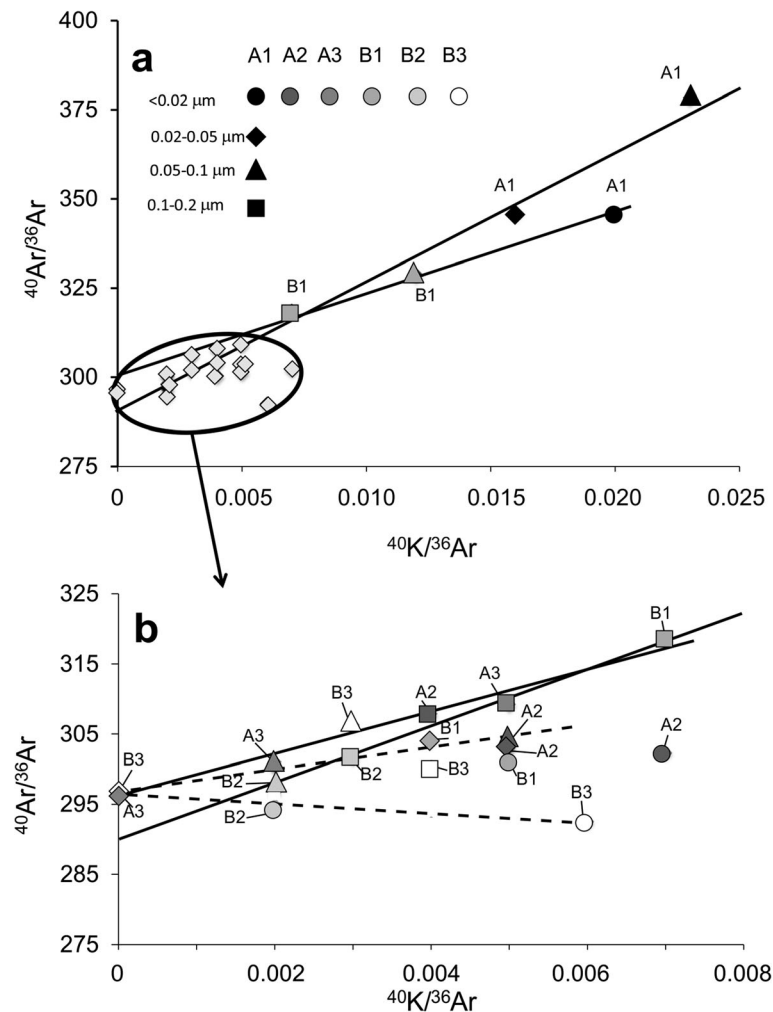 400
a
A1 A2 A3 B1 B2 B3
<0.02 µm
0.02-0.05 µm
0.05-0.1 µm
0.1-0.2 µm
A1
375
A1 A1
350
⁴⁰Ar/³⁶Ar
325
B1
B1
300
275
0 0.005 0.010 0.015 0.020 0.025
⁴⁰K/³⁶Ar
325
b
B1
315
A3
B3 A2
A2
305
A3 B1
A2
A2
B3
B2 B2 B3 B1
B3
295
A3
B2
⁴⁰Ar/³⁶Ar
285
275
0 0.002 0.004 0.006 0.008
⁴⁰K/³⁶Ar